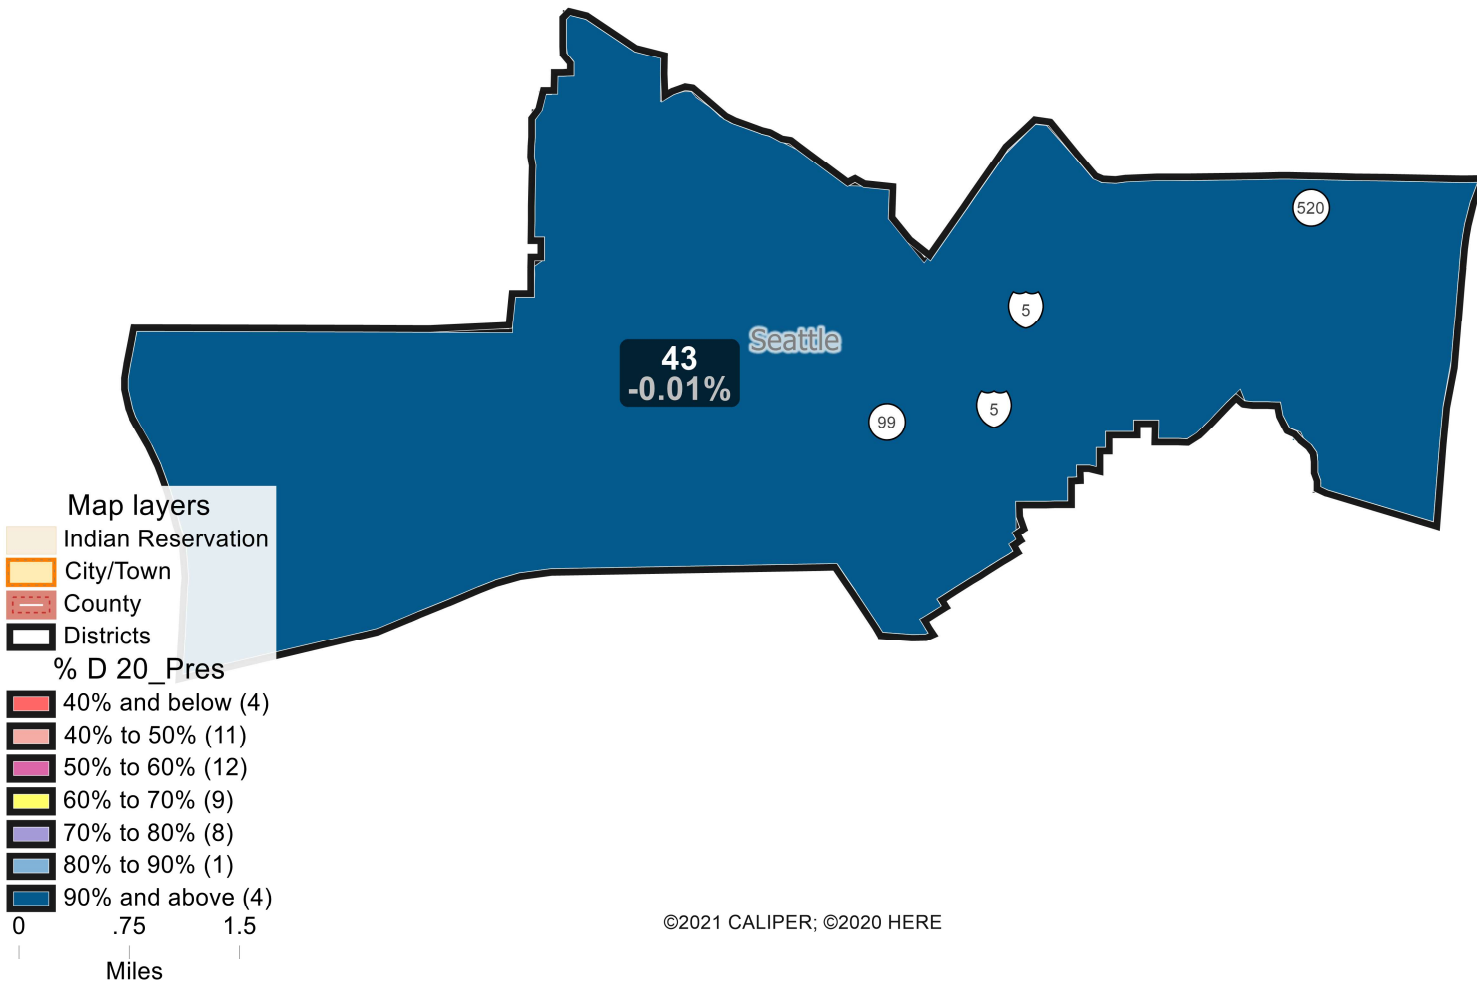 520
5
Seattle
43
-0.01%
99
5
Map layers
Indian Reservation
City/Town
County
Districts
% D 20_Pres
40% and below (4)
40% to 50% (11)
50% to 60% (12)
60% to 70% (9)
70% to 80% (8)
80% to 90% (1)
90% and above (4)
0 .75 1.5
Miles
©2021 CALIPER; ©2020 HERE